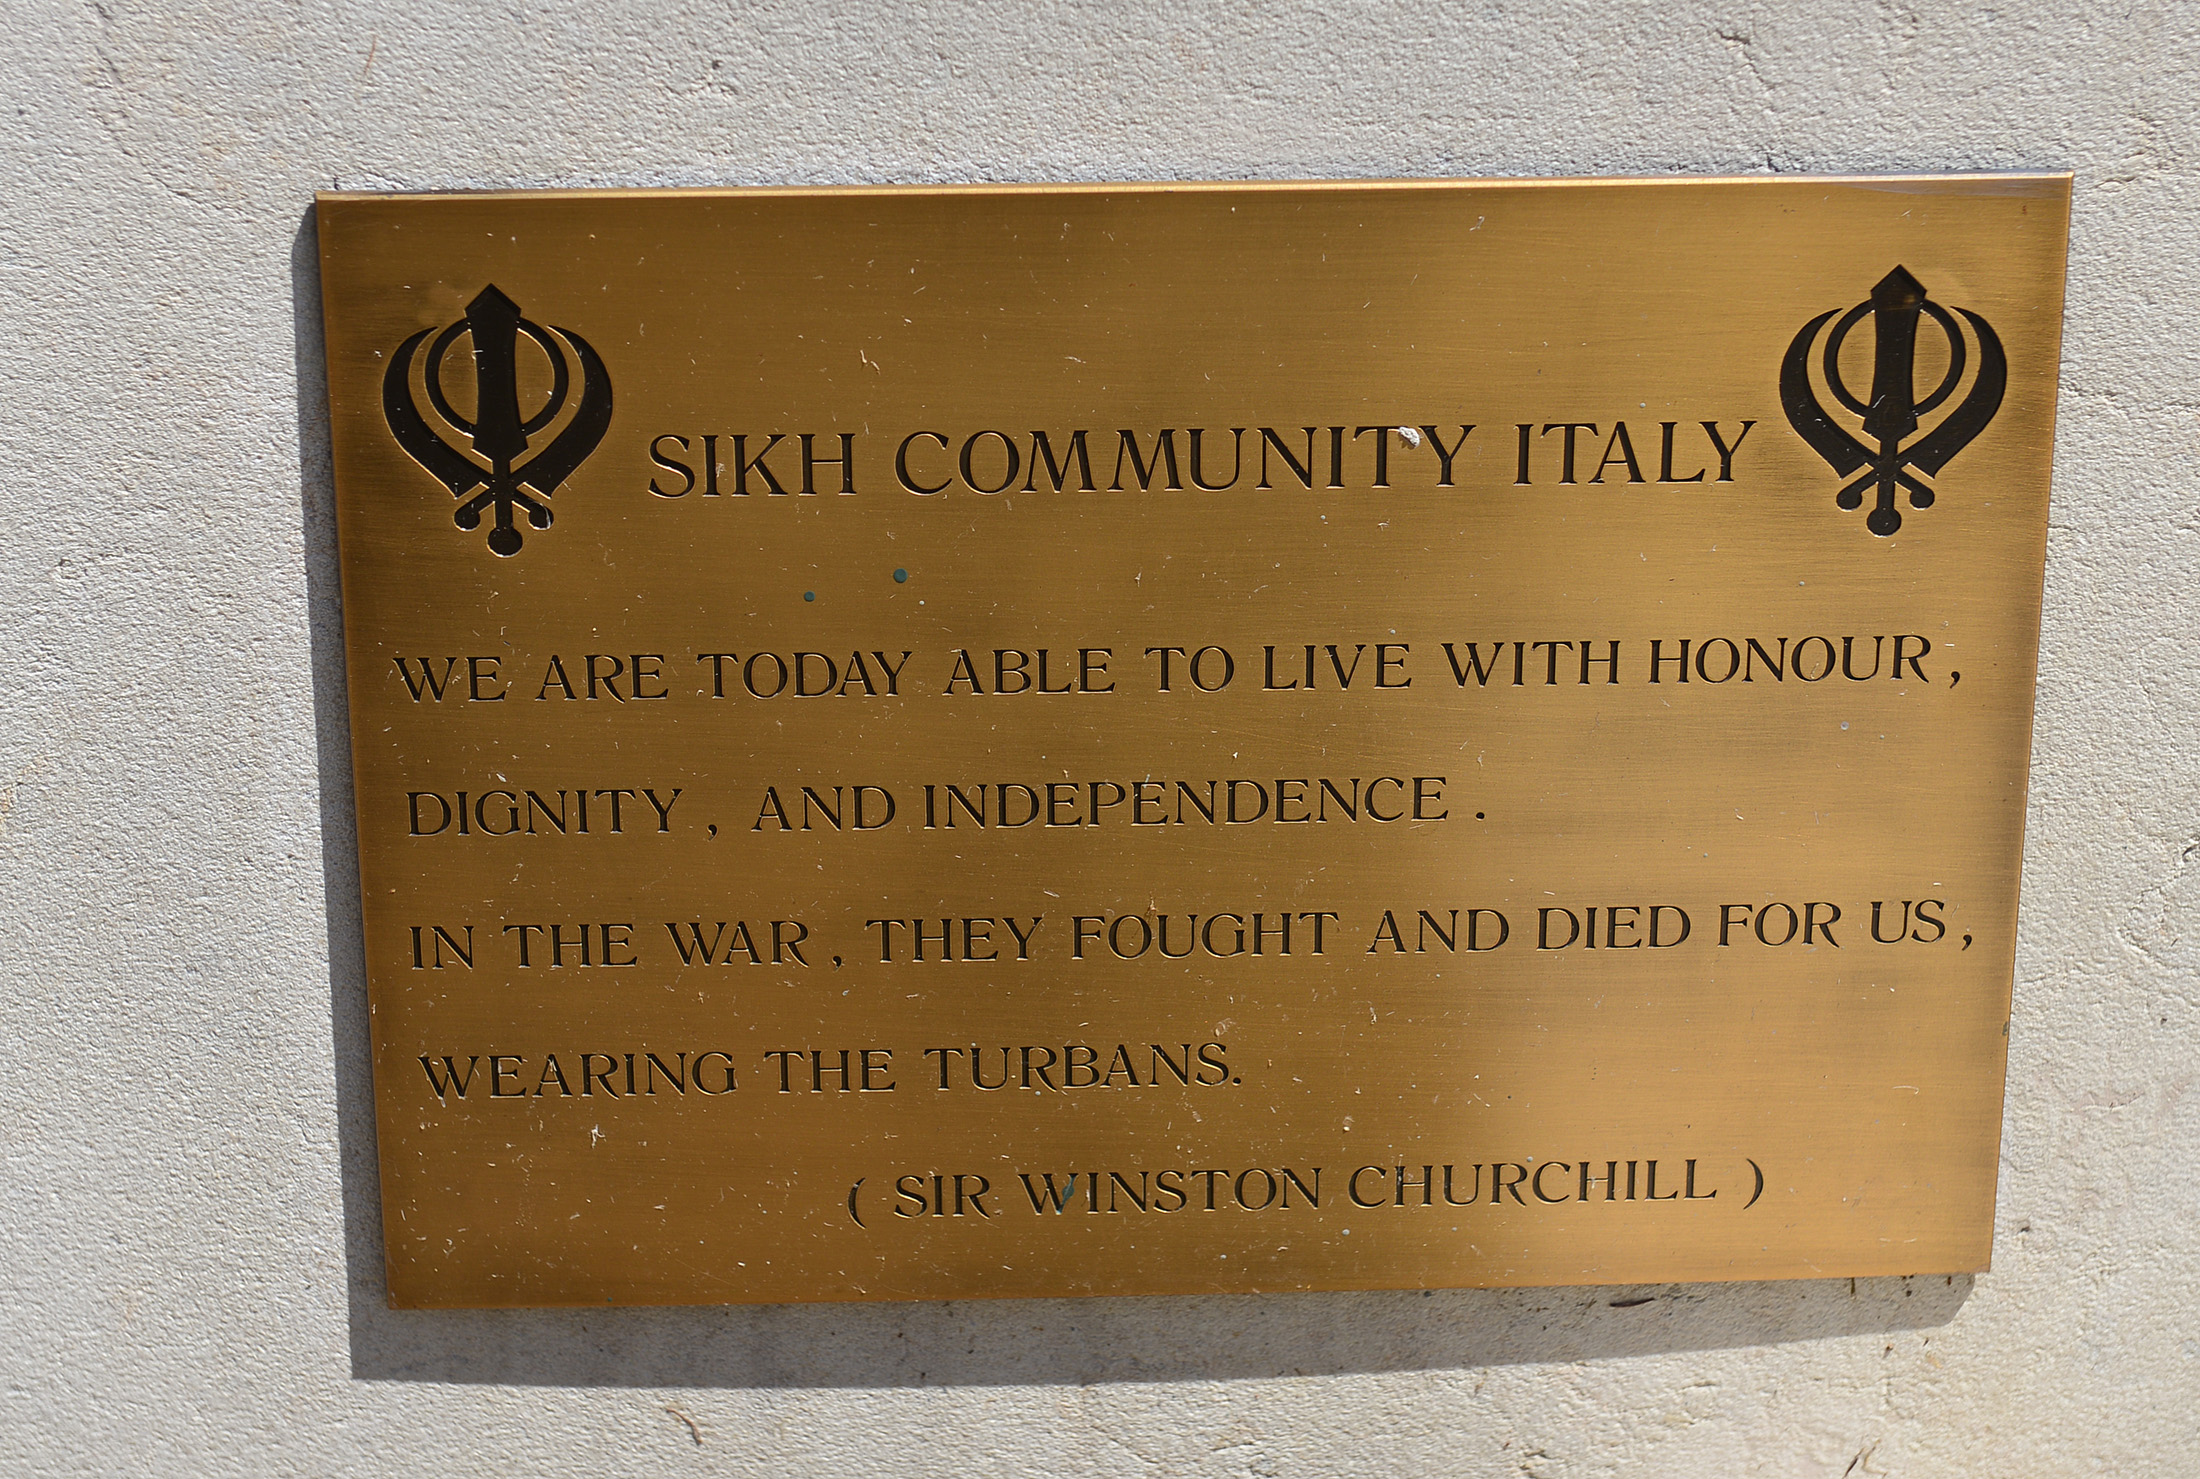 SIKH COMMUNITY ITALY
WE ARE TODAY ABLE TO LIVE WITH HONOUR,
DIGNITY, AND INDEPENDENCE.
IN THE WAR, THEY FOUGHT AND DIED FOR US,
WEARING THE TURBANS.
( SIR WINSTON CHURCHILL )